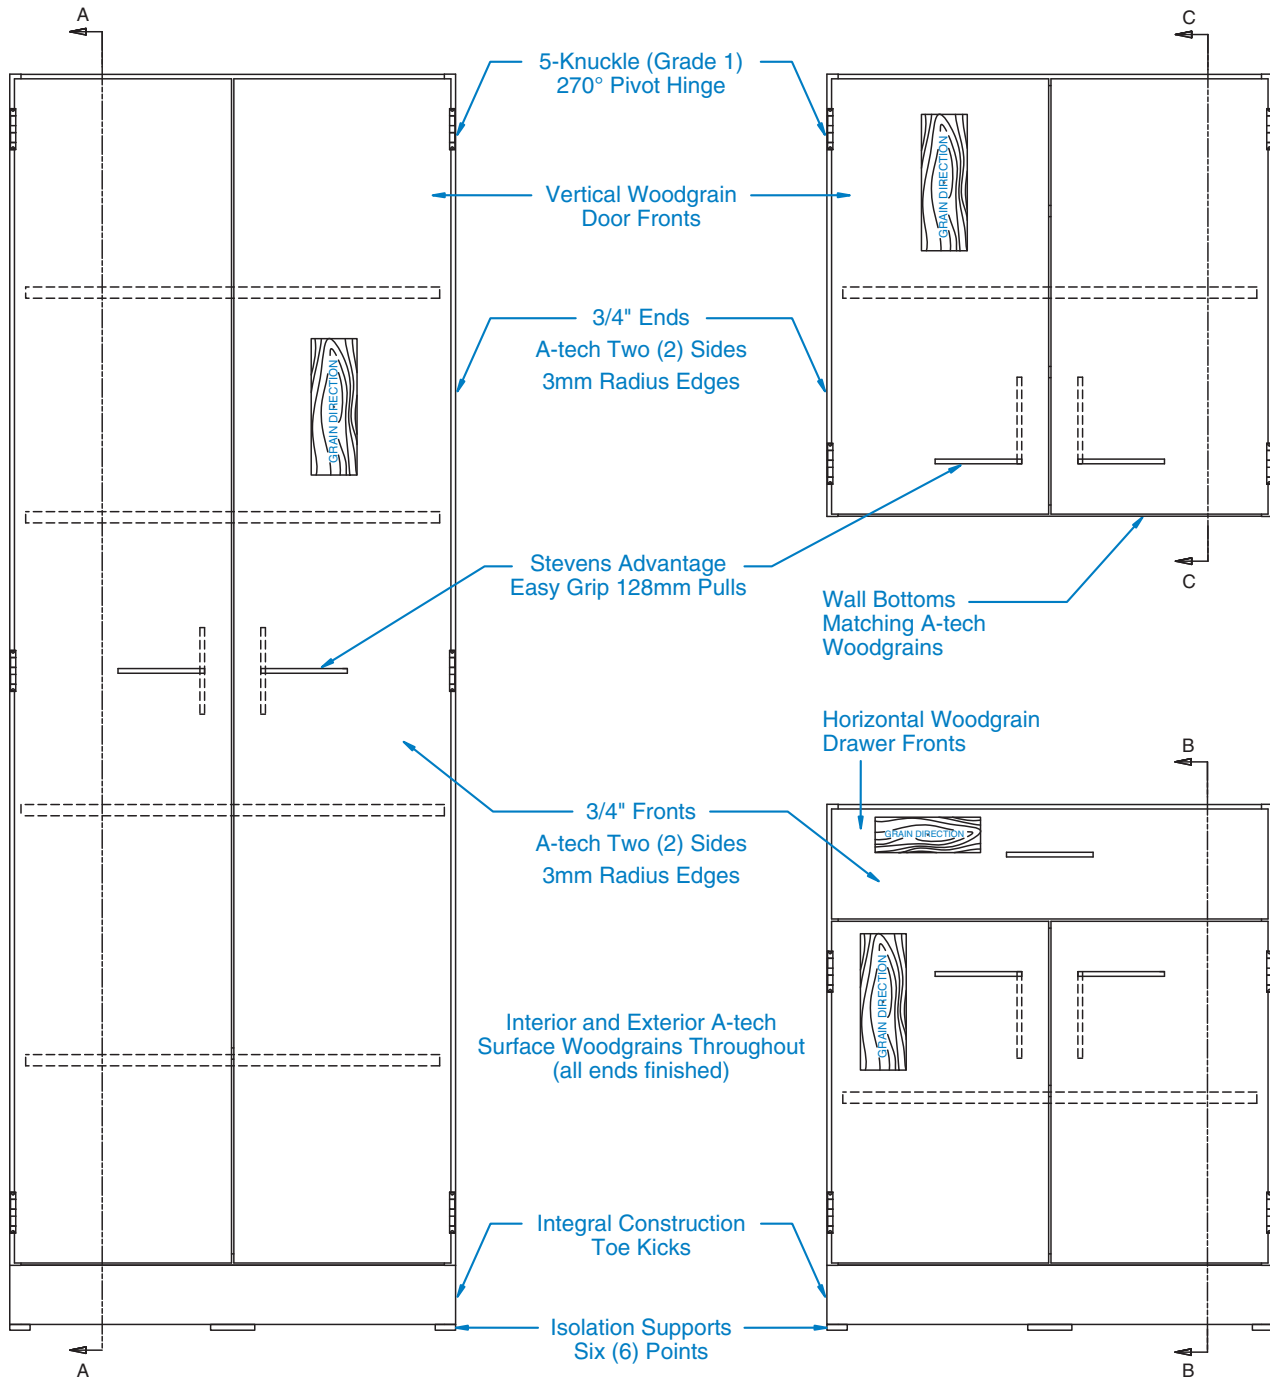 A
C
5-Knuckle (Grade 1)
270° Pivot Hinge
Vertical Woodgrain
Door Fronts
GRAIN DIRECTION
3/4" Ends
A-tech Two (2) Sides
3mm Radius Edges
GRAIN DIRECTION
Stevens Advantage
Easy Grip 128mm Pulls
C
Wall Bottoms
Matching A-tech
Woodgrains
Horizontal Woodgrain
Drawer Fronts
B
3/4" Fronts
A-tech Two (2) Sides
3mm Radius Edges
GRAIN DIRECTION
GRAIN DIRECTION
Interior and Exterior A-tech
Surface Woodgrains Throughout
(all ends finished)
Integral Construction
Toe Kicks
Isolation Supports
Six (6) Points
A
B